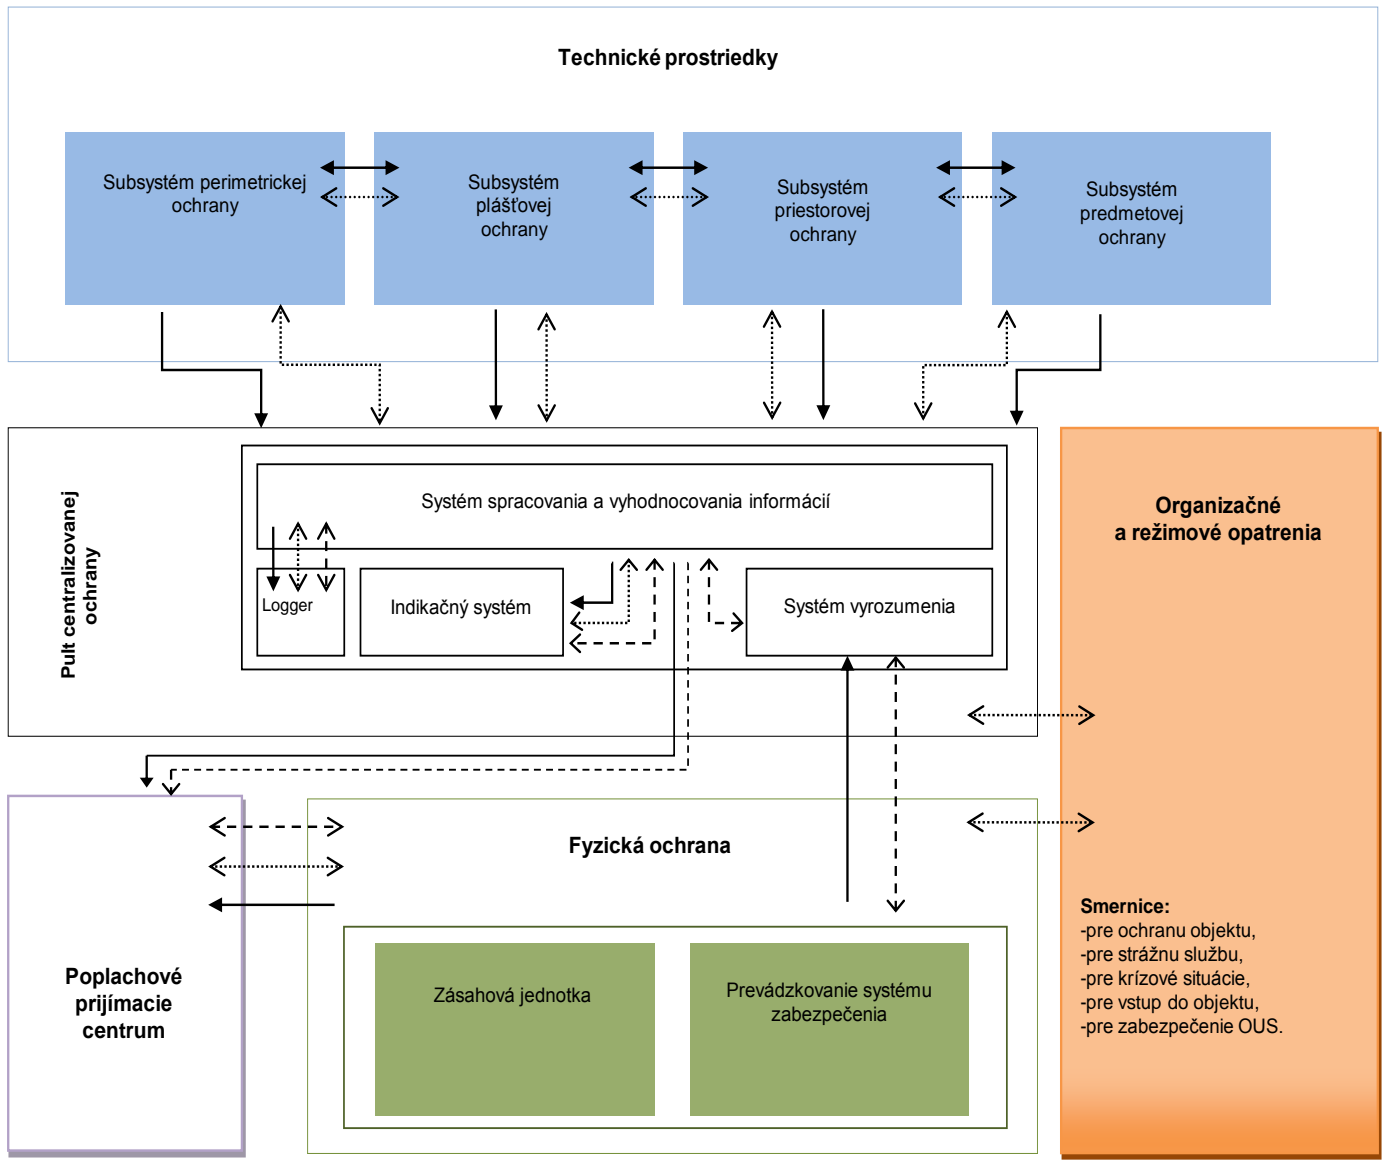 Technické prostriedky
Subsystém perimetrickej
ochrany
Subsystém
plášťovej
ochrany
Subsystém
priestorovej
ochrany
Subsystém
predmetovej
ochrany
Pult centralizovanej
ochrany
Systém spracovania a vyhodnocovania informácií
Logger
Indikačný systém
Systém vyrozumenia
Organizačné
a režimové opatrenia
Smernice:
-pre ochranu objektu,
-pre strážnu službu,
-pre krízové situácie,
-pre vstup do objektu,
-pre zabezpečenie OUS.
Poplachové
prijímacie
centrum
Fyzická ochrana
Zásahová jednotka
Prevádzkovanie systému
zabezpečenia